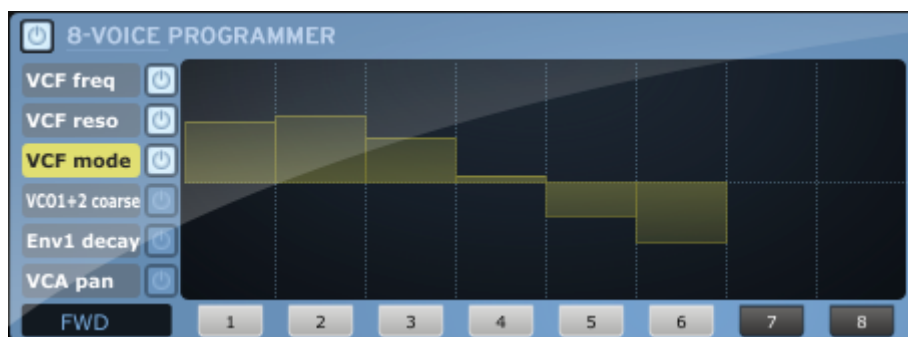 8-VOICE PROGRAMMER
VCF freq
VCF reso
VCF mode
VCO1+2 coarse
Env1 decay
VCA pan
FWD 1 2 3 4 5 6 7 8